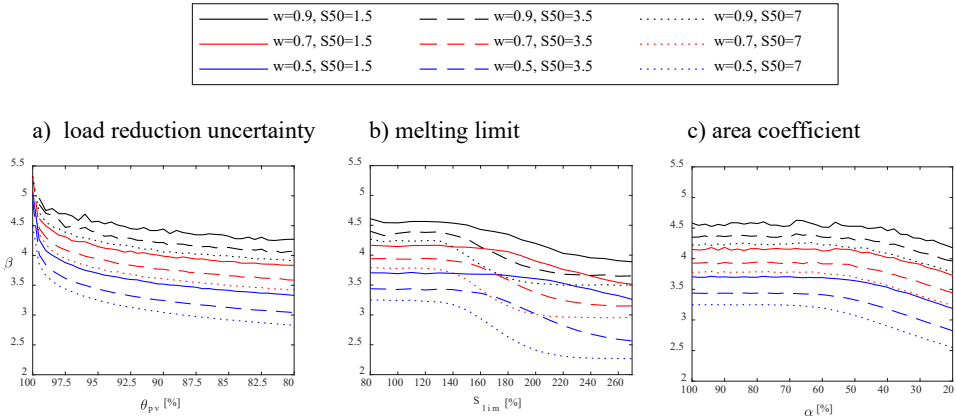 w=0.9, S50=1.5 w=0.9, S50=3.5 w=0.9, S50=7
w=0.7, S50=1.5 w=0.7, S50=3.5 w=0.7, S50=7
w=0.5, S50=1.5 w=0.5, S50=3.5 w=0.5, S50=7
a) load reduction uncertainty
5.5
5
4.5
4
β
3.5
3
2.5
2
100 97.5 95 92.5 90 87.5 85 82.5 80
θpv [%]
b) melting limit
5.5
5
4.5
4
3.5
3
2.5
2
80 100 120 140 160 180 200 220 240 260
S1im [%]
c) area coefficient
5.5
5
4.5
4
3.5
3
2.5
2
100 90 80 70 60 50 40 30 20
α [%]